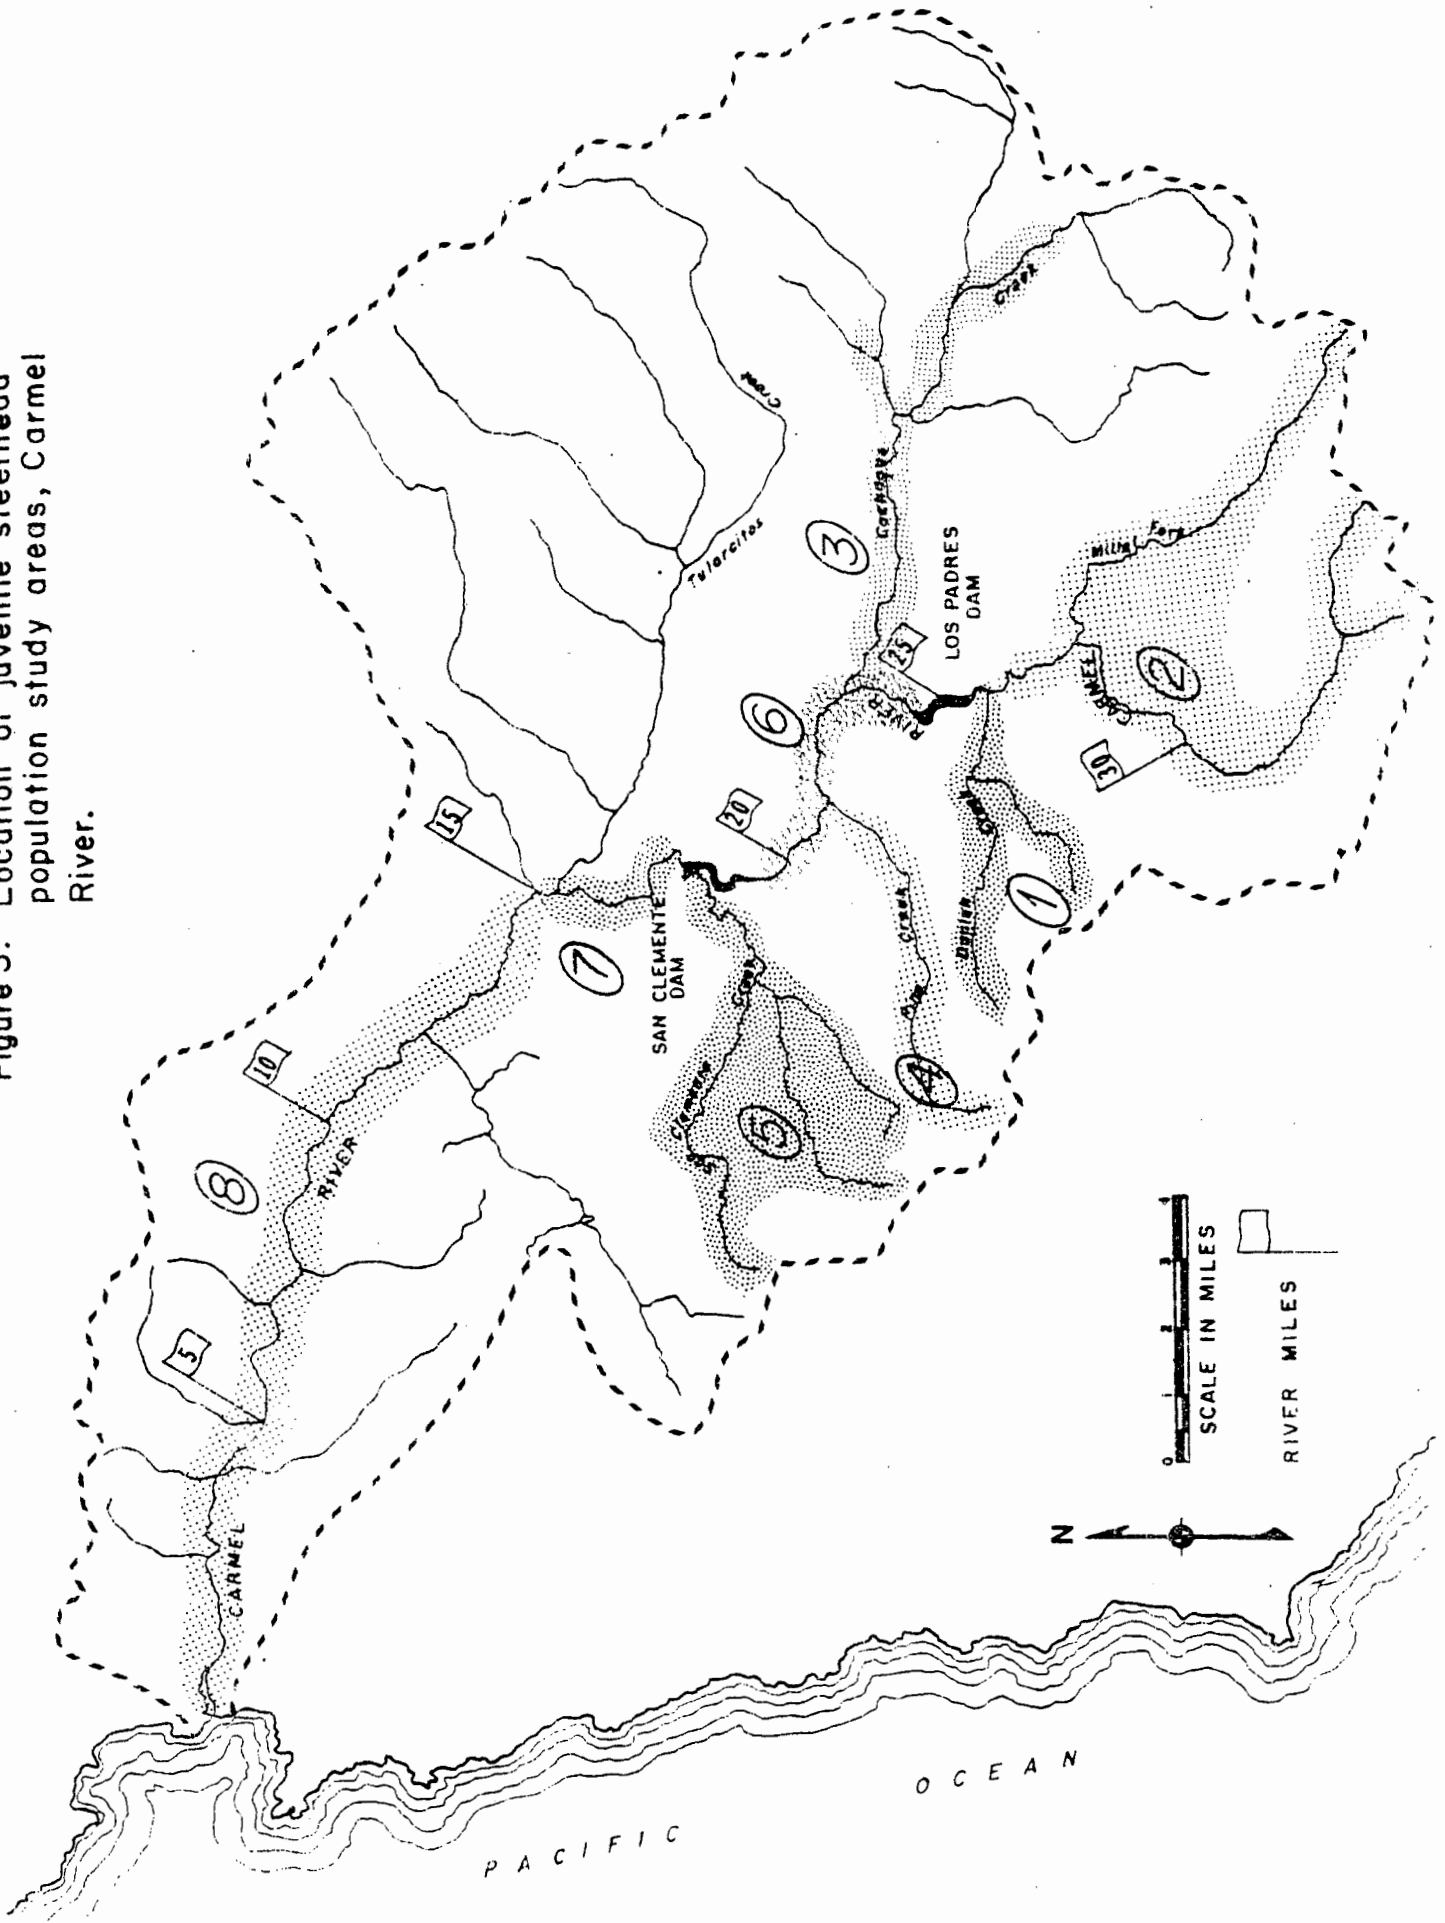 Figure 3. Location of juvenile steelhead
population study areas, Carmel
River.
5
10
15
20
25
30
8
7
6
3
5
4
1
2
CARMEL
RIVER
SAN CLEMENTE
DAM
Tularcitos
Creek
Cachagua
Creek
LOS PADRES
DAM
RIVER
CARMEL
Miller Fork
Clemente
Creek
Pine
Creek
Danish
Creek
N
0 1 2 3 4
SCALE IN MILES
RIVER MILES
PACIFIC
OCEAN